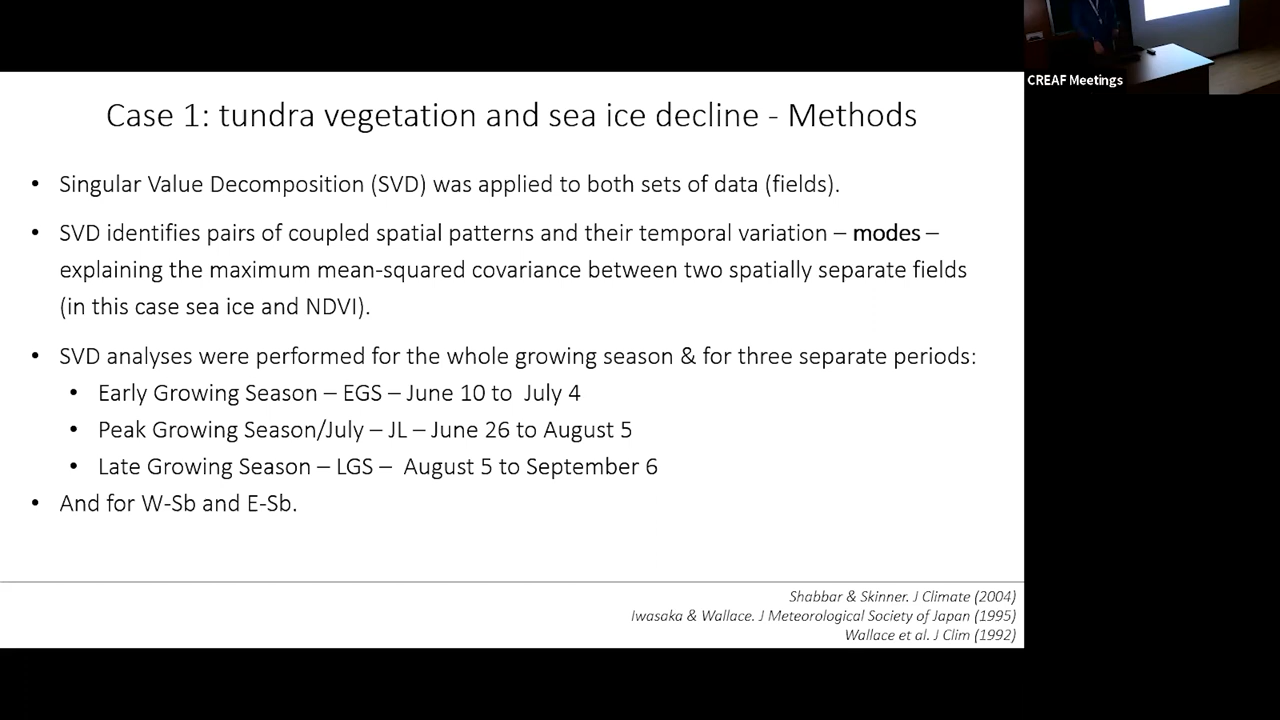 CREAF Meetings
Case 1: tundra vegetation and sea ice decline - Methods
• Singular Value Decomposition (SVD) was applied to both sets of data (fields).
• SVD identifies pairs of coupled spatial patterns and their temporal variation – modes –
explaining the maximum mean-squared covariance between two spatially separate fields
(in this case sea ice and NDVI).
• SVD analyses were performed for the whole growing season & for three separate periods:
• Early Growing Season – EGS – June 10 to  July 4
• Peak Growing Season/July – JL – June 26 to August 5
• Late Growing Season – LGS –  August 5 to September 6
• And for W-Sb and E-Sb.
Shabbar & Skinner. J Climate (2004)
Iwasaka & Wallace. J Meteorological Society of Japan (1995)
Wallace et al. J Clim (1992)